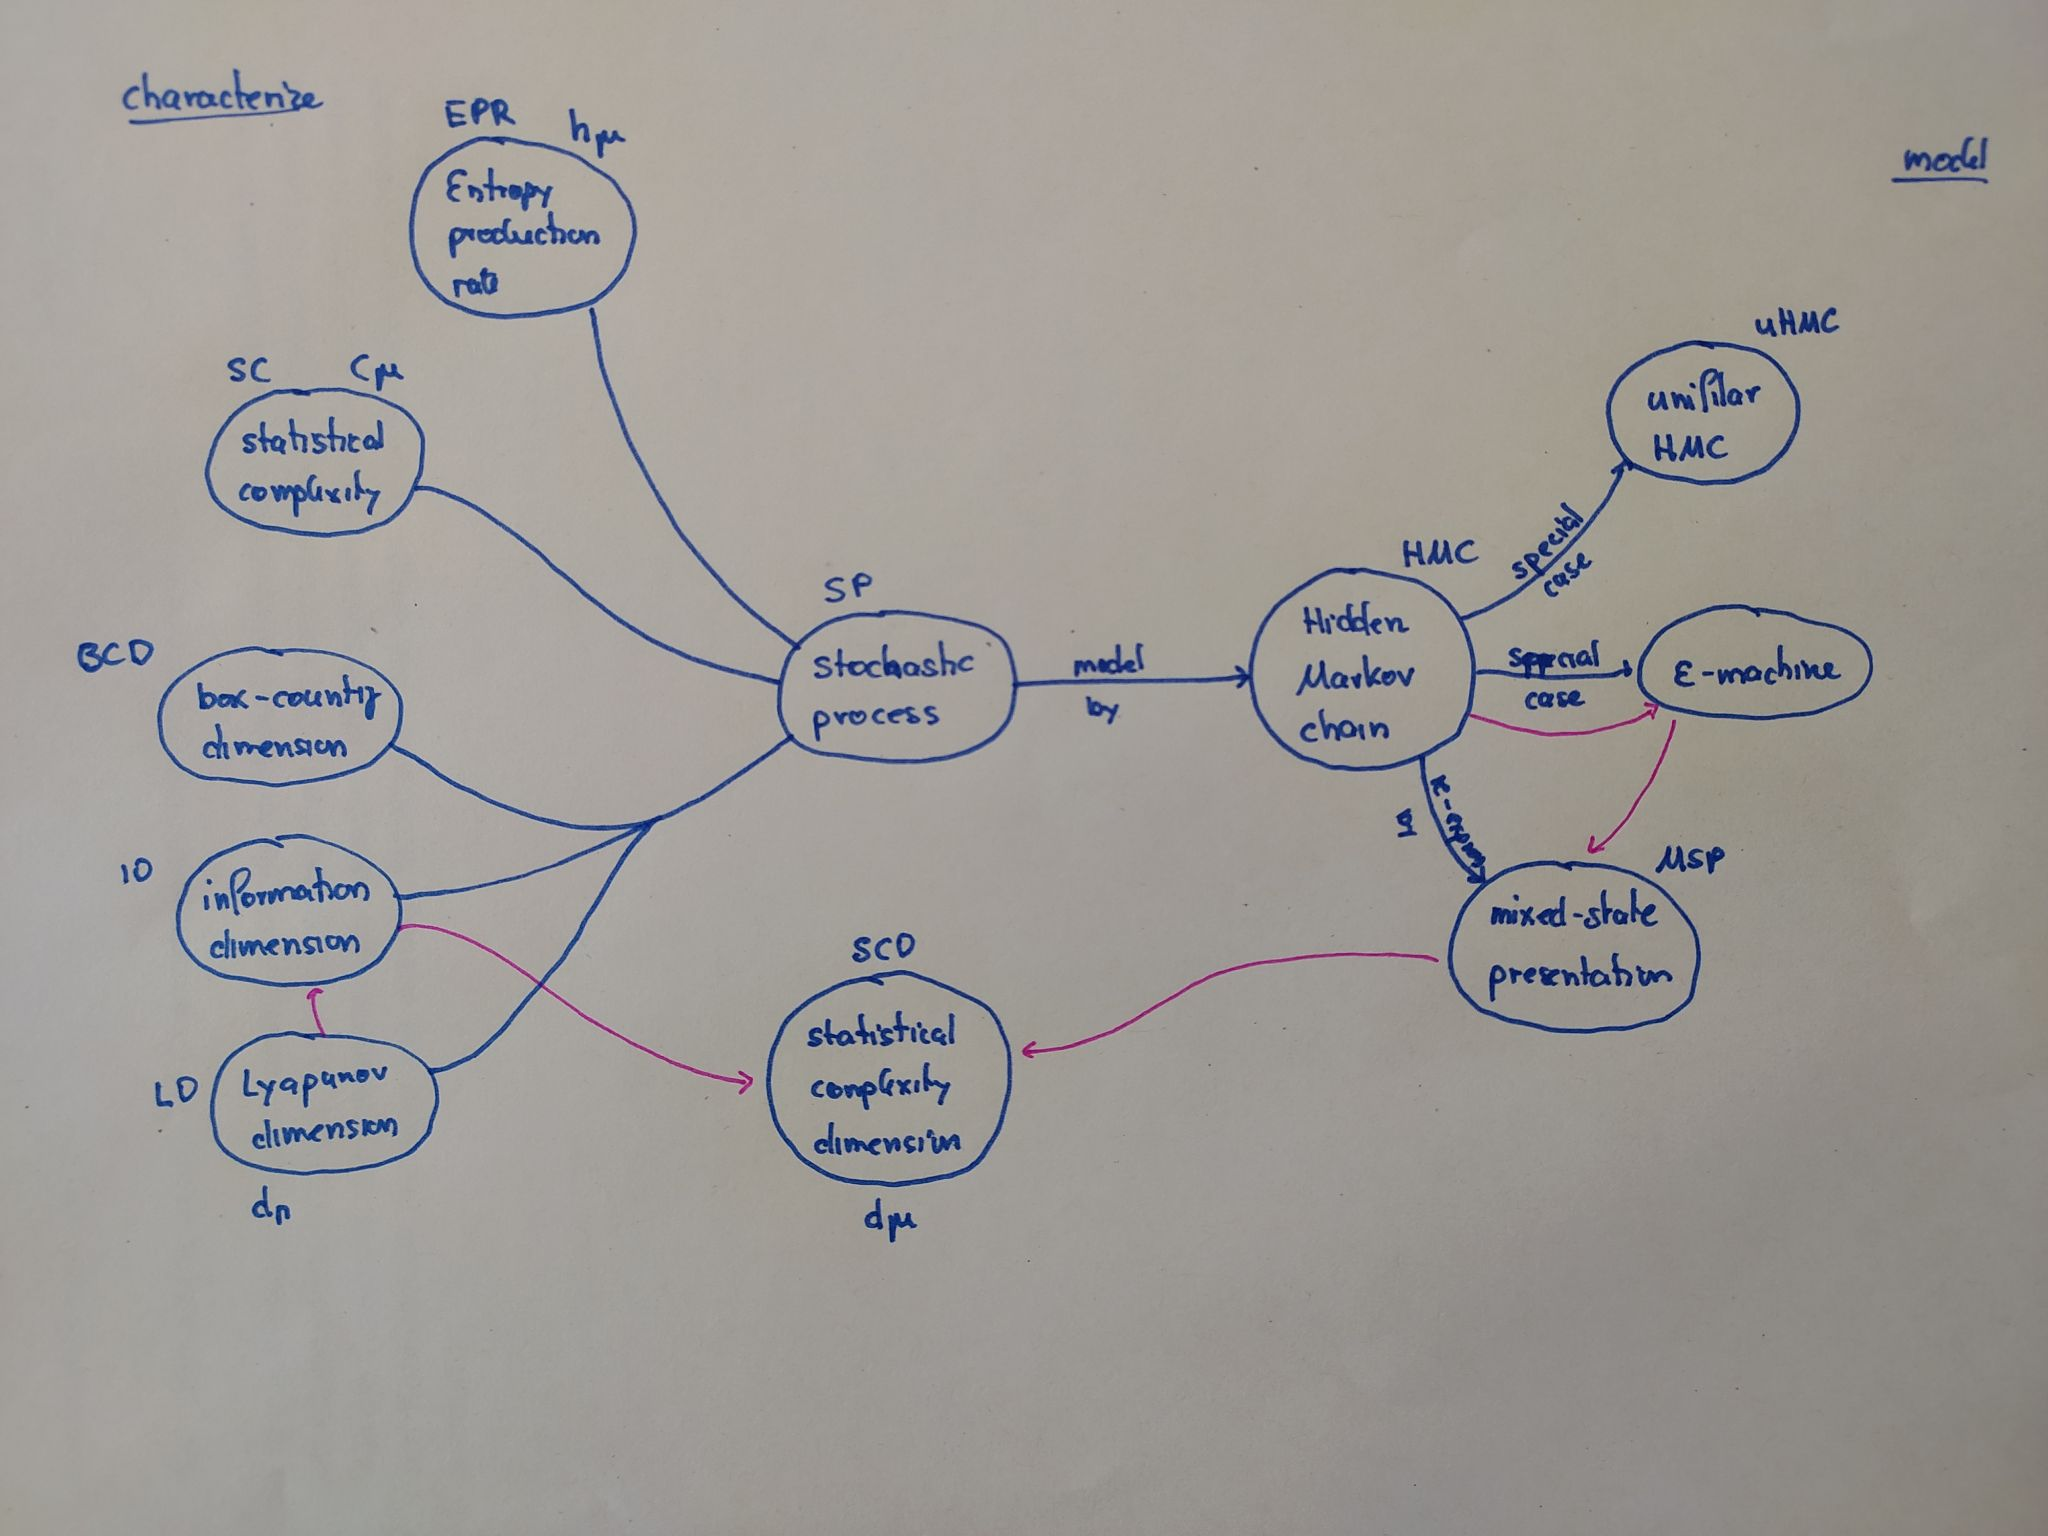 characterize
EPR
hμ
Entropy
production
rate
model
uHMC
unifilar
HMC
SC
Cμ
statistical
complexity
special
case
HMC
Hidden
Markov
chain
SP
stochastic
process
model
by
special
case
ε-machine
BCD
box-counting
dimension
MSP
mixed-state
presentation
ID
information
dimension
SCD
statistical
complexity
dimension
dμ
LD
Lyapunov
dimension